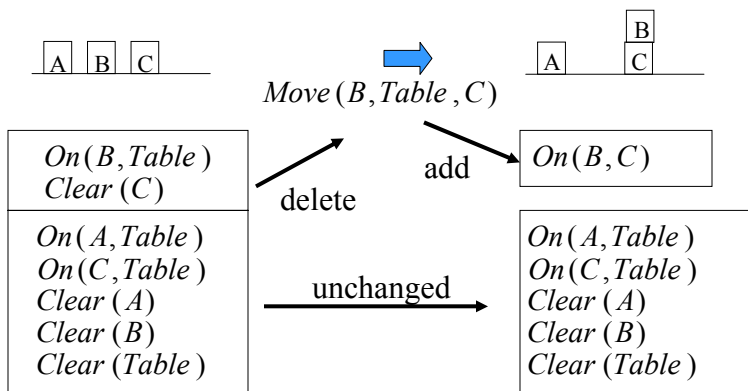 A B C
B
A C
Move(B,Table,C)
On(B,Table)
Clear(C)
delete
add
On(B,C)
On(A,Table)
On(C,Table)
Clear(A)
Clear(B)
Clear(Table)
unchanged
On(A,Table)
On(C,Table)
Clear(A)
Clear(B)
Clear(Table)